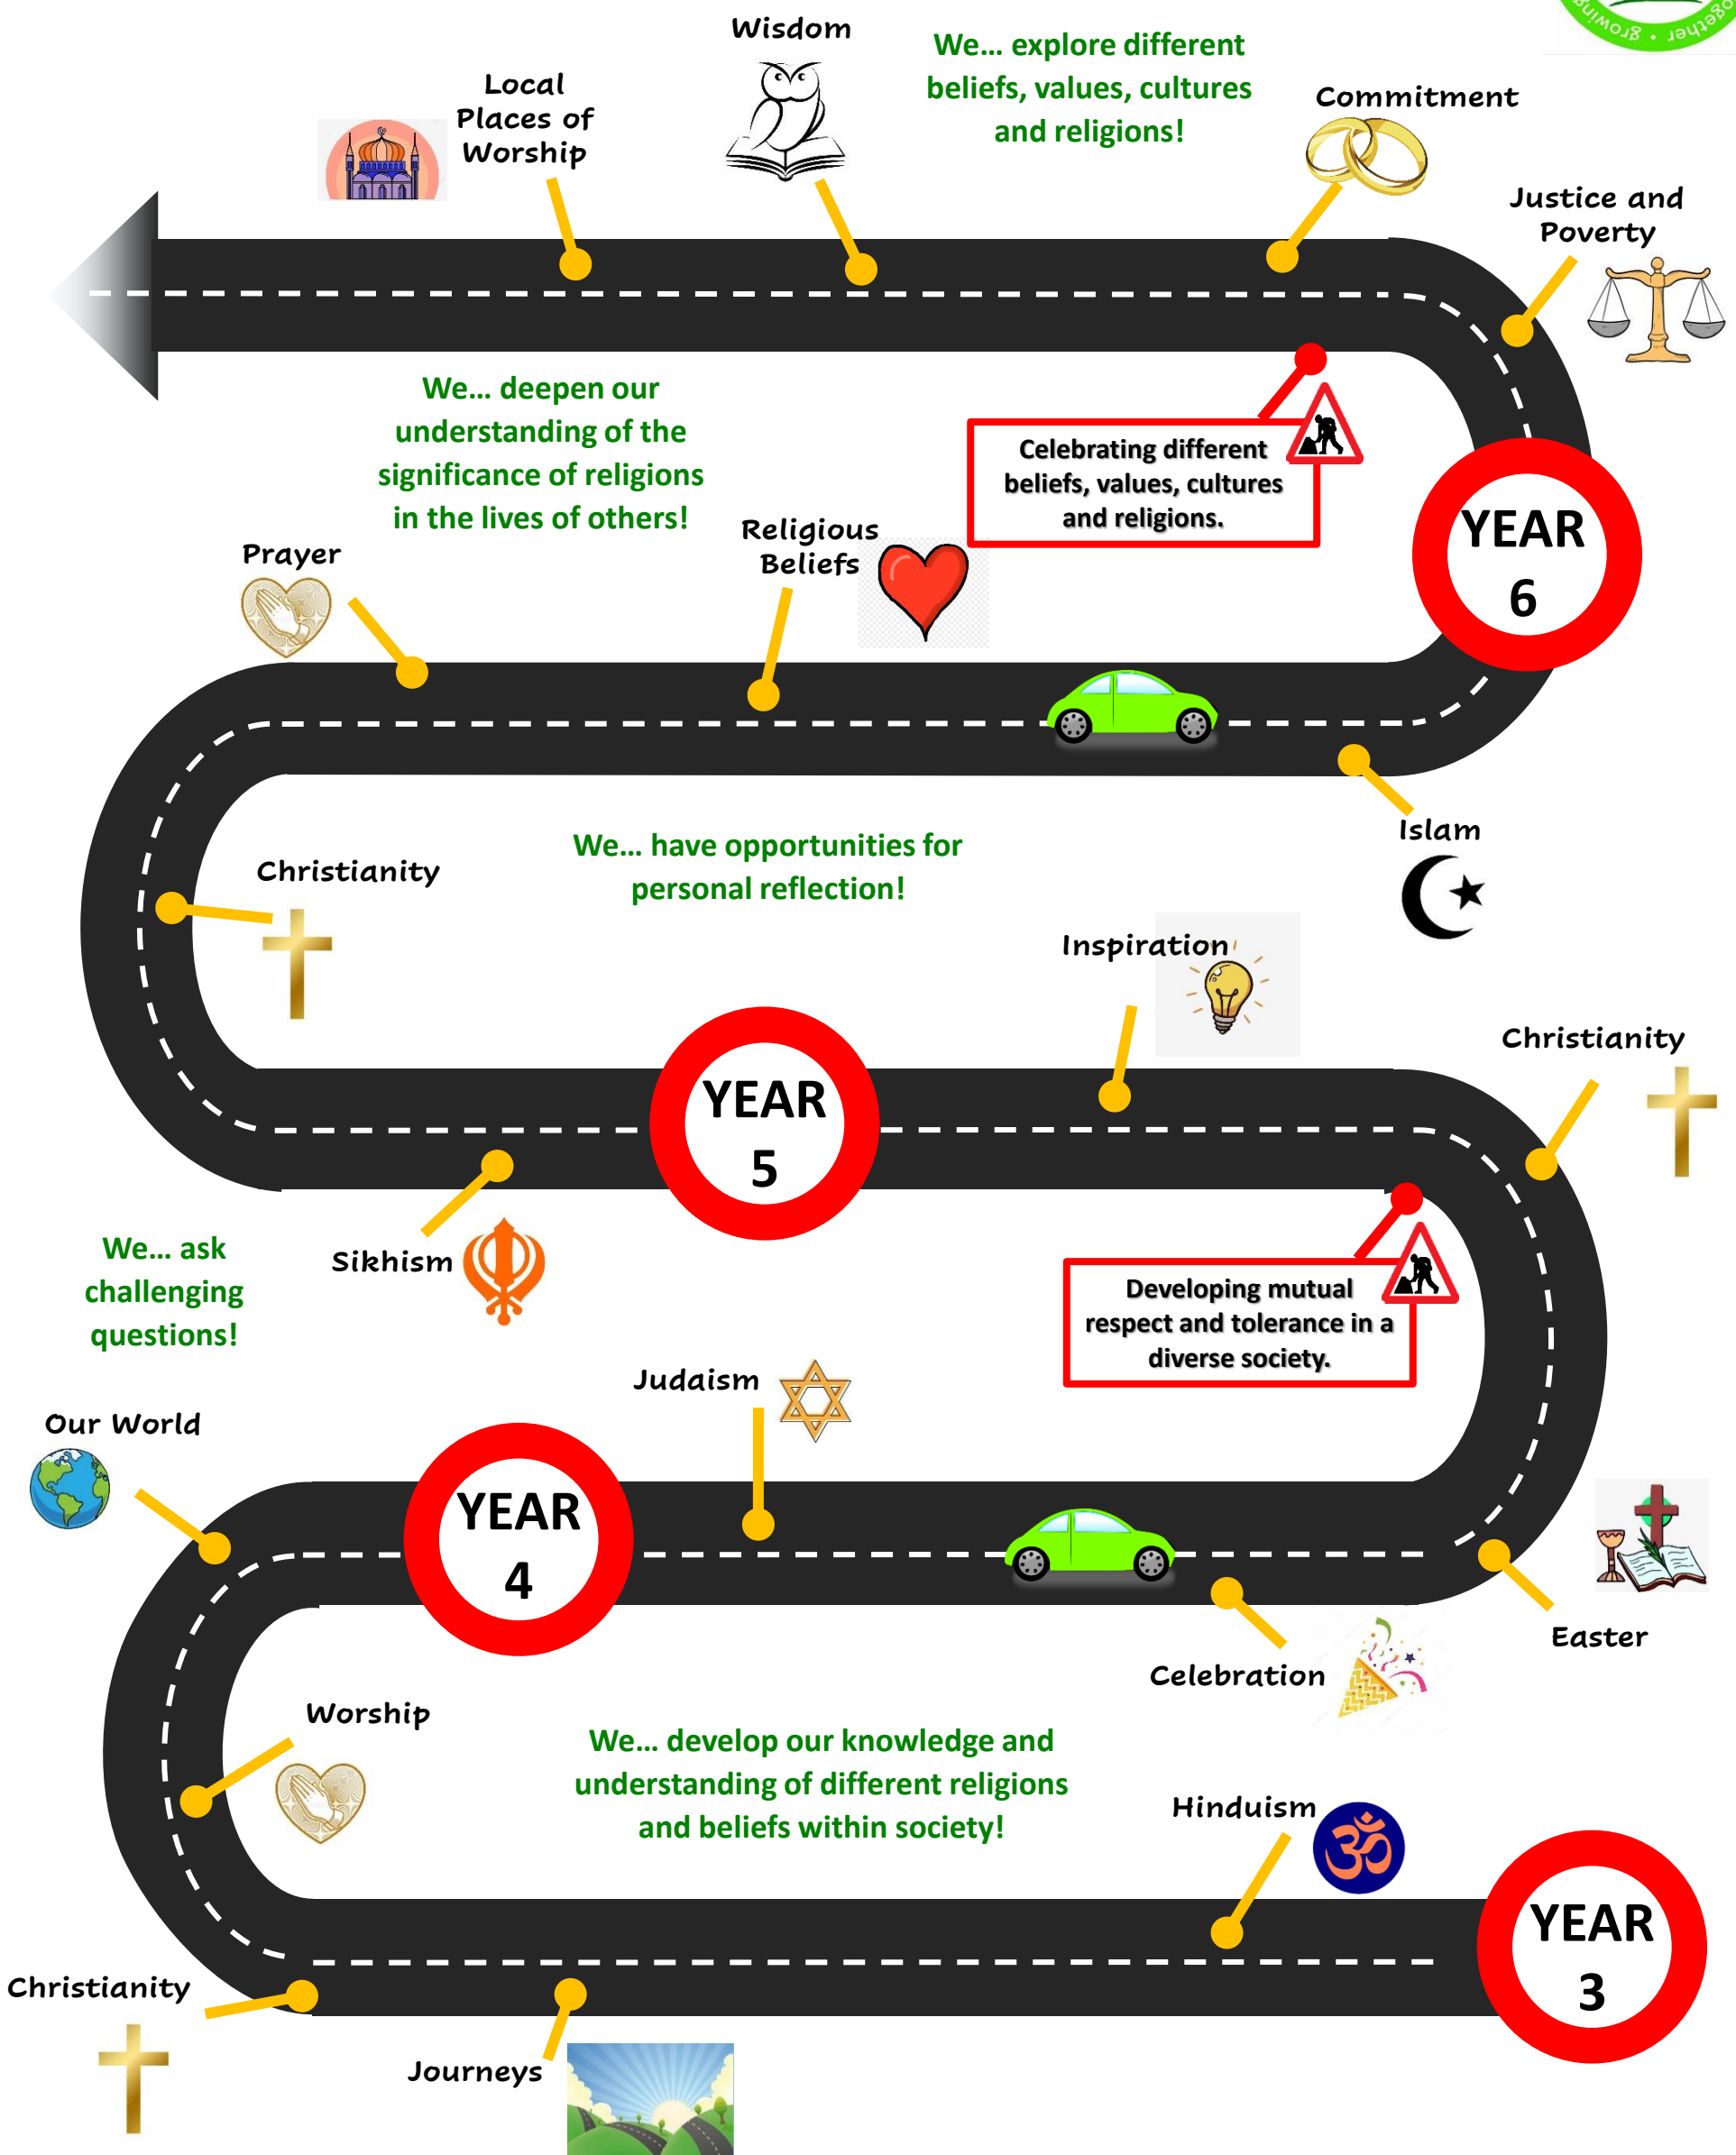 ogether • growing
Wisdom
We... explore different
beliefs, values, cultures
and religions!
Local
Places of
Worship
Commitment
Justice and
Poverty
We... deepen our
understanding of the
significance of religions
in the lives of others!
Celebrating different
beliefs, values, cultures
and religions.
YEAR
6
Religious
Beliefs
Prayer
Islam
We... have opportunities for
personal reflection!
Christianity
Inspiration
Christianity
YEAR
5
Sikhism
We... ask
challenging
questions!
Developing mutual
respect and tolerance in a
diverse society.
Judaism
Our World
YEAR
4
Easter
Celebration
Worship
We... develop our knowledge and
understanding of different religions
and beliefs within society!
Hinduism
ॐ
YEAR
3
Christianity
Journeys